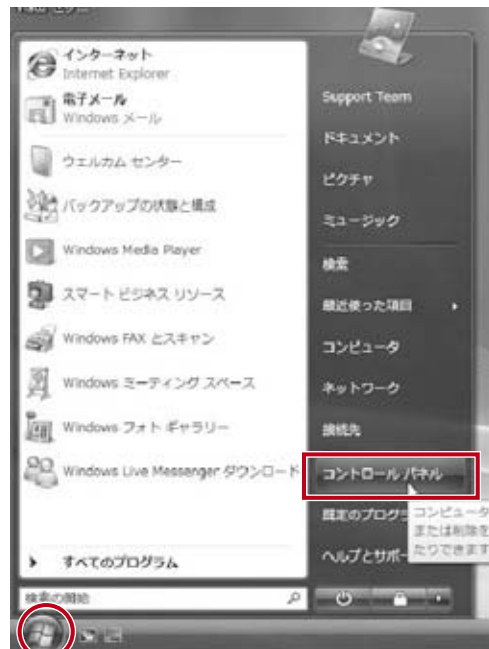 インターネット
Internet Explorer
電子メール
Windows メール
ウェルカム センター
バックアップの状態と構成
Windows Media Player
スマート ビジネス リソース
Windows FAX とスキャン
Windows ミーティング スペース
Windows フォト ギャラリー
Windows Live Messenger ダウンロード
すべてのプログラム
検索の開始
Support Team
ドキュメント
ピクチャ
ミュージック
検索
最近使った項目
コンピュータ
ネットワーク
接続先
コントロール パネル
既定のプログ
ヘルプとサポー
コンピュータ
または削除を
たりできます